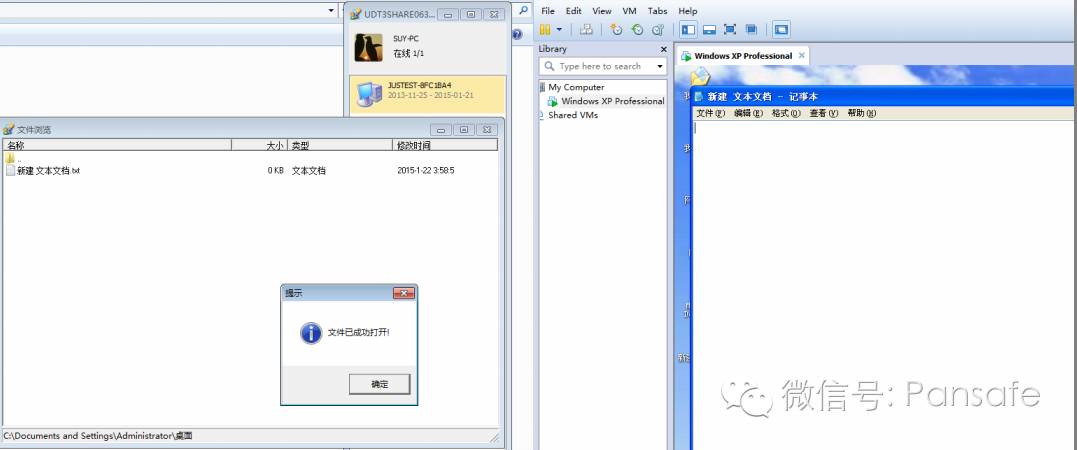 UDT3SHARE063...
SUY-PC
在线 1/1
JUSTEST-8FC1BA4
2013-11-25 - 2015-01-21
文件浏览
名称 大小 类型 修改时间
..
新建 文本文档.txt 0 KB 文本文档 2015-1-22 3:58:5
提示
文件已成功打开!
确定
C:\Documents and Settings\Administrator\桌面
File Edit View VM Tabs Help
Library
Type here to search
My Computer
Windows XP Professional
Shared VMs
Windows XP Professional
新建 文本文档 - 记事本
文件(F) 编辑(E) 格式(O) 查看(V) 帮助(H)
微信号: Pansafe